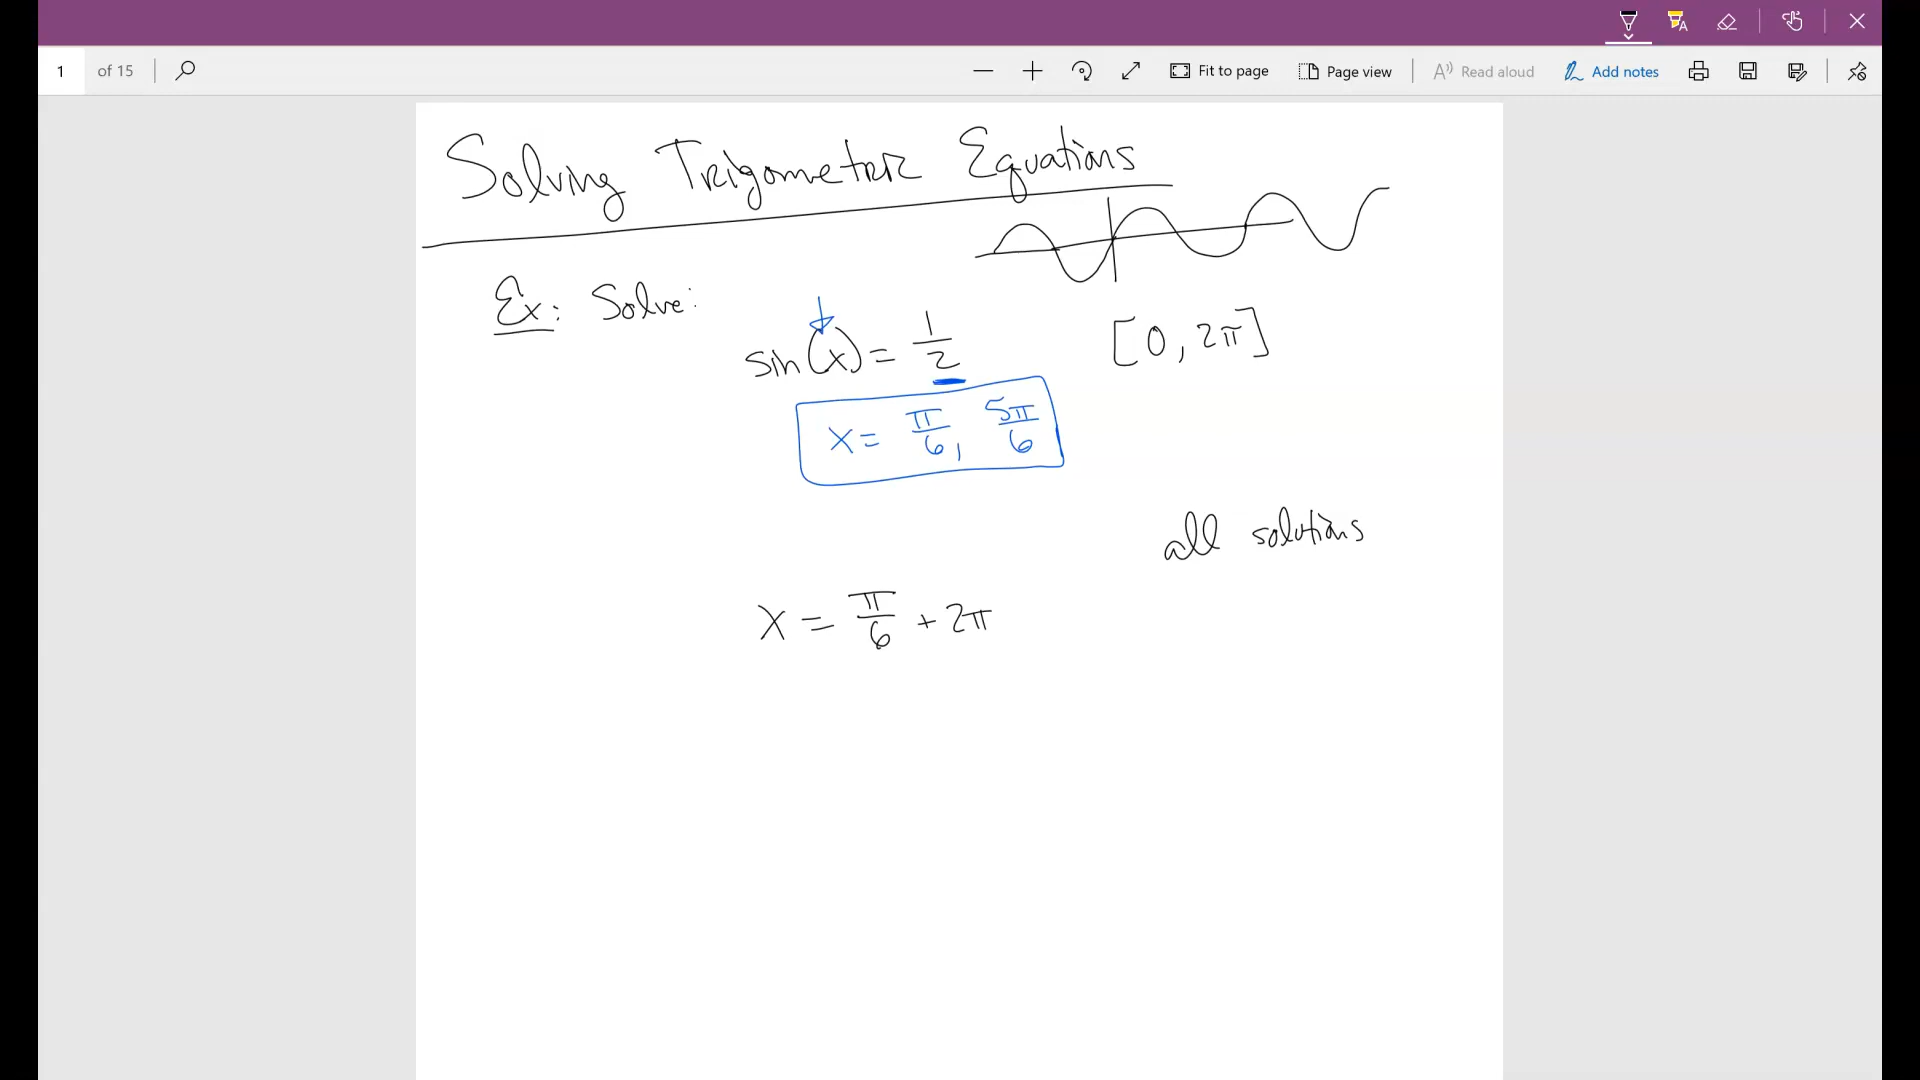 1 of 15 Fit to page Page view Read aloud Add notes
Solving Trigometric Equations
Ex: Solve:
sin(x) = 1/2 [0, 2π]
x = π/6, 5π/6
all solutions
x = π/6 + 2π